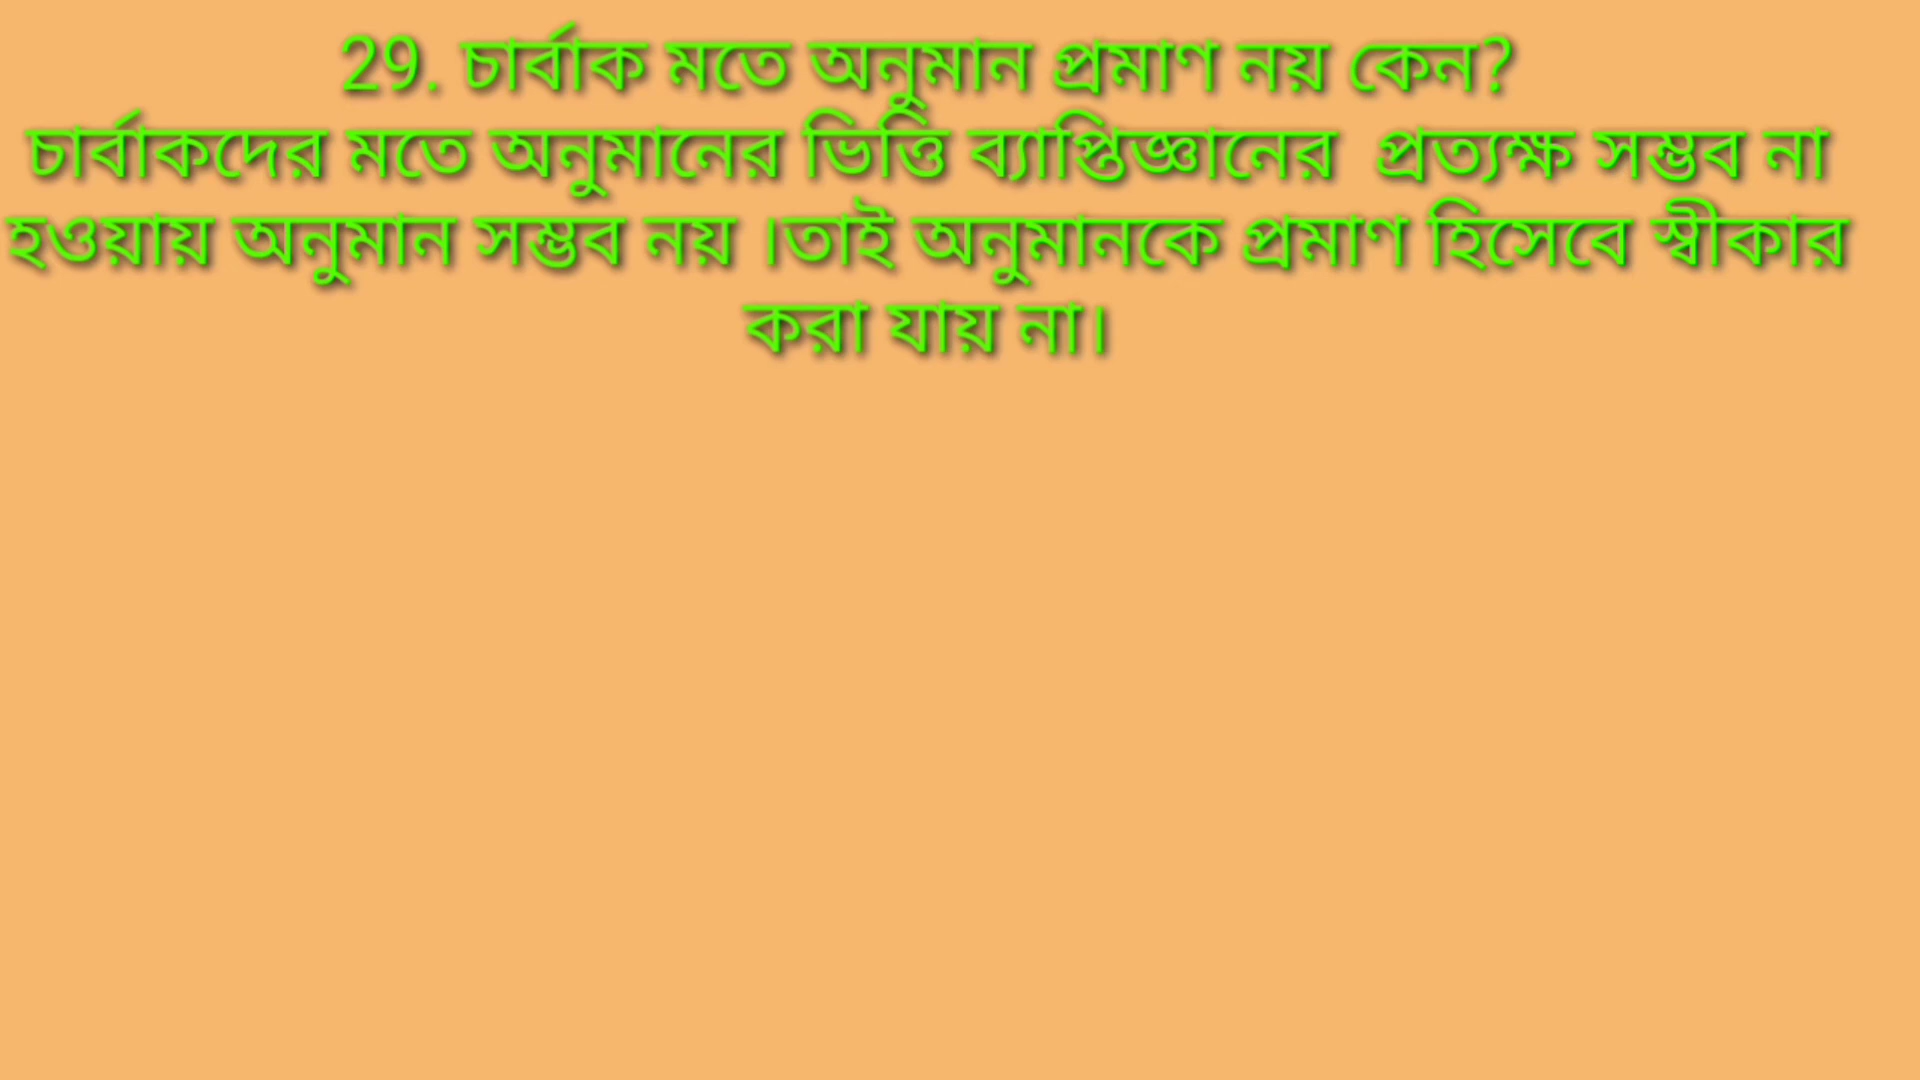 29. চার্বাক মতে অনুমান প্রমাণ নয় কেন?
চার্বাকদের মতে অনুমানের ভিত্তি ব্যাপ্তিজ্ঞানের  প্রত্যক্ষ সম্ভব না
হওয়ায় অনুমান সম্ভব নয় ।তাই অনুমানকে প্রমাণ হিসেবে স্বীকার
করা যায় না।